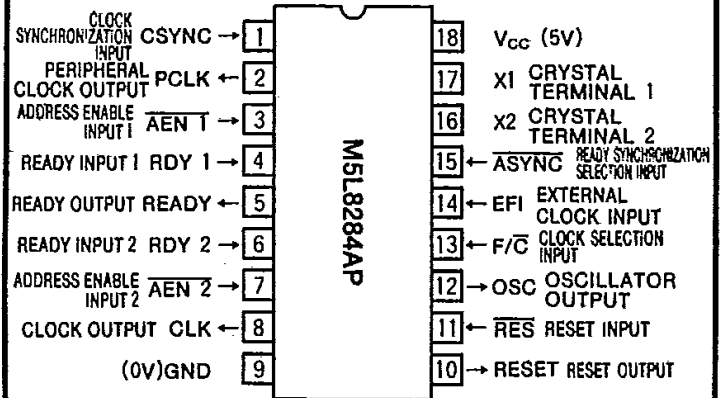 CLOCK SYNCHRONIZATION INPUT CSYNC → 1
PERIPHERAL CLOCK OUTPUT PCLK ← 2
ADDRESS ENABLE INPUT 1 AEN 1 → 3
READY INPUT 1 RDY 1 → 4
READY OUTPUT READY ← 5
READY INPUT 2 RDY 2 → 6
ADDRESS ENABLE INPUT 2 AEN 2 → 7
CLOCK OUTPUT CLK ← 8
(0V)GND 9
M5L8284AP
18 VCC (5V)
17 X1 CRYSTAL TERMINAL 1
16 X2 CRYSTAL TERMINAL 2
15 ← ASYNC READY SYNCHRONIZATION SELECTION INPUT
14 ← EFI EXTERNAL CLOCK INPUT
13 ← F/C CLOCK SELECTION INPUT
12 → OSC OSCILLATOR OUTPUT
11 ← RES RESET INPUT
10 → RESET RESET OUTPUT